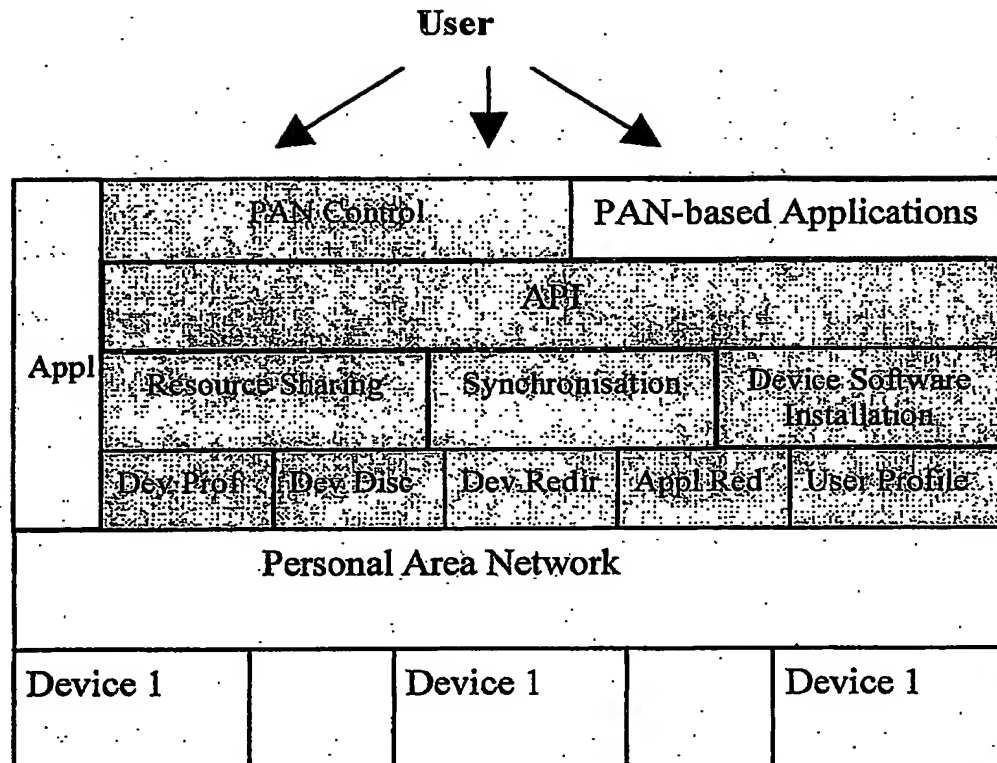 User
PAN Control
PAN-based Applications
API
Appl
Resource Sharing
Synchronisation
Device Software
Installation
Dev Prof
Dev Disc
Dev Redir
Appl Red
User Profile
Personal Area Network
Device 1
Device 1
Device 1